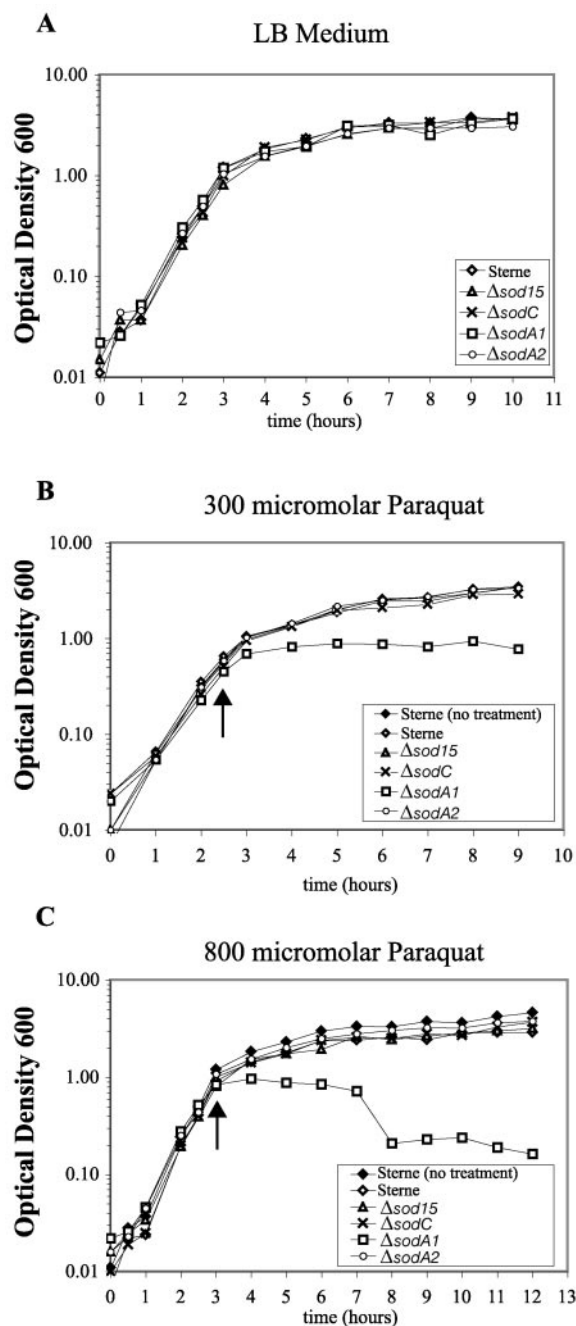 A
LB Medium
Optical Density 600
10.00
1.00
0.10
0.01
0 1 2 3 4 5 6 7 8 9 10 11
time (hours)
Sterne
Δsod15
ΔsodC
ΔsodA1
ΔsodA2
B
300 micromolar Paraquat
Optical Density 600
10.00
1.00
0.10
0.01
0 1 2 3 4 5 6 7 8 9 10
time (hours)
Sterne (no treatment)
Sterne
Δsod15
ΔsodC
ΔsodA1
ΔsodA2
C
800 micromolar Paraquat
Optical Density 600
10.00
1.00
0.10
0.01
0 1 2 3 4 5 6 7 8 9 10 11 12 13
time (hours)
Sterne (no treatment)
Sterne
Δsod15
ΔsodC
ΔsodA1
ΔsodA2